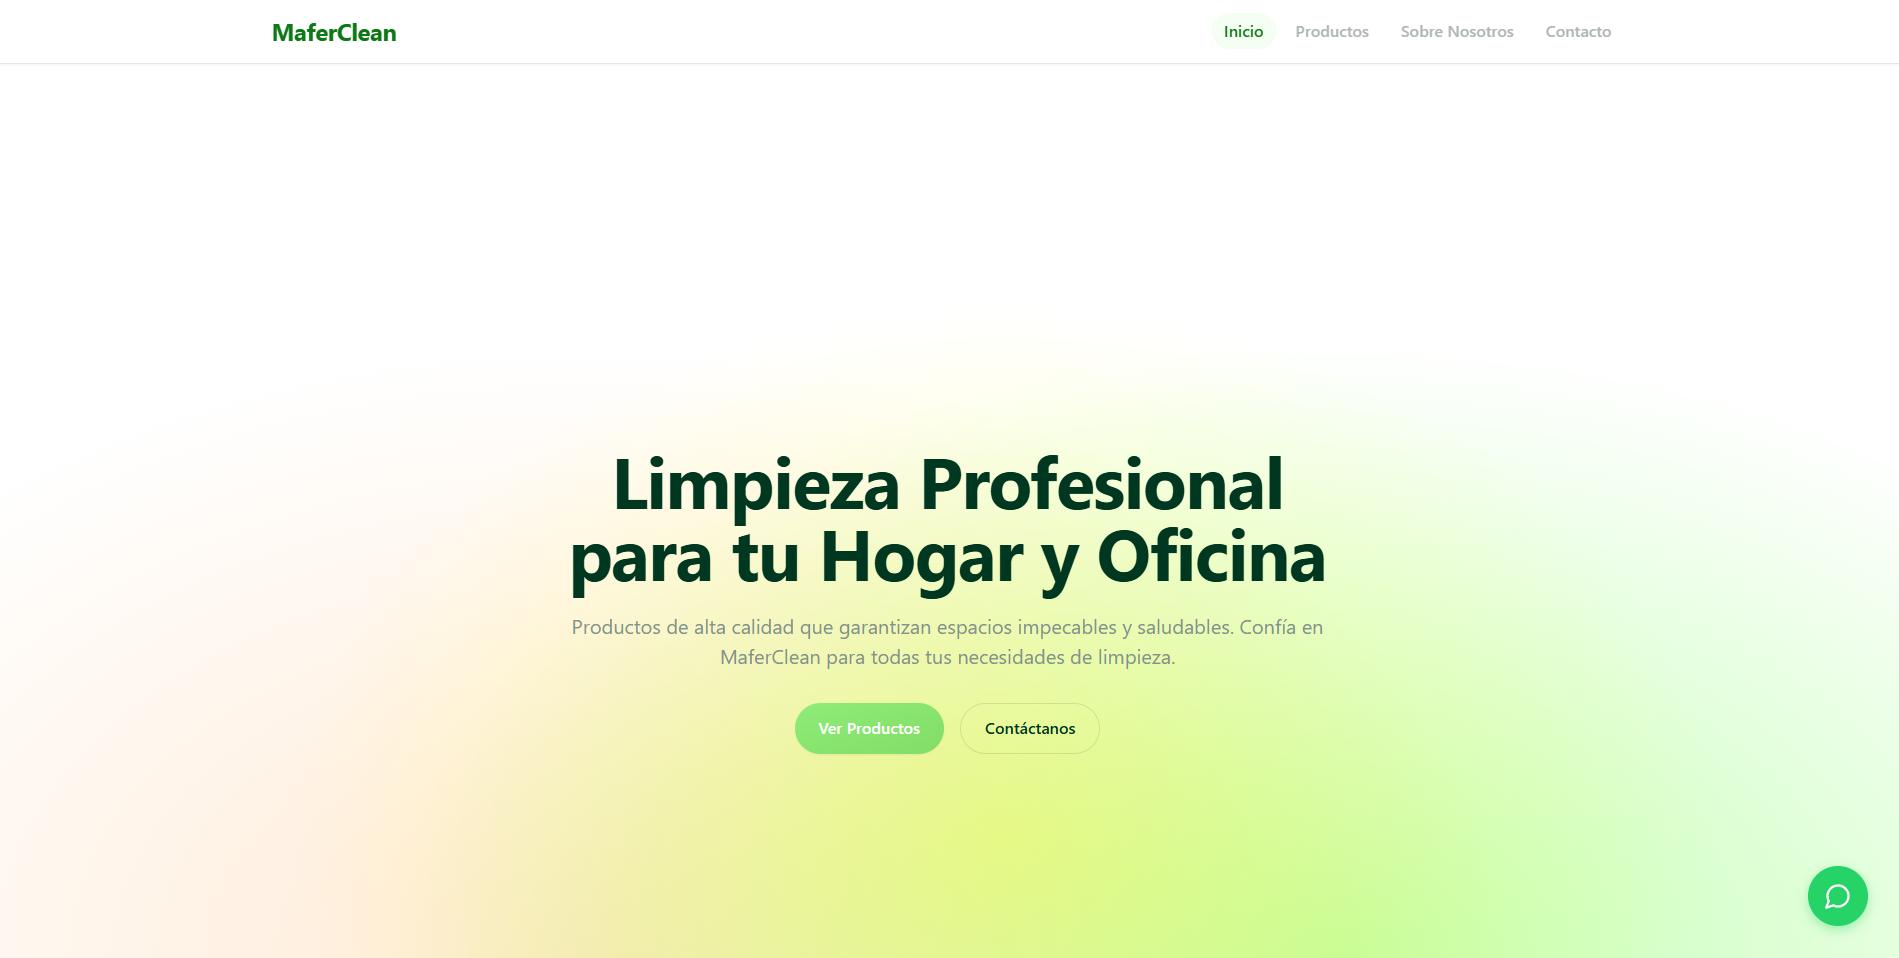 MaferClean
Inicio
Productos
Sobre Nosotros
Contacto
Limpieza Profesional
para tu Hogar y Oficina
Productos de alta calidad que garantizan espacios impecables y saludables. Confía en
MaferClean para todas tus necesidades de limpieza.
Ver Productos
Contáctanos